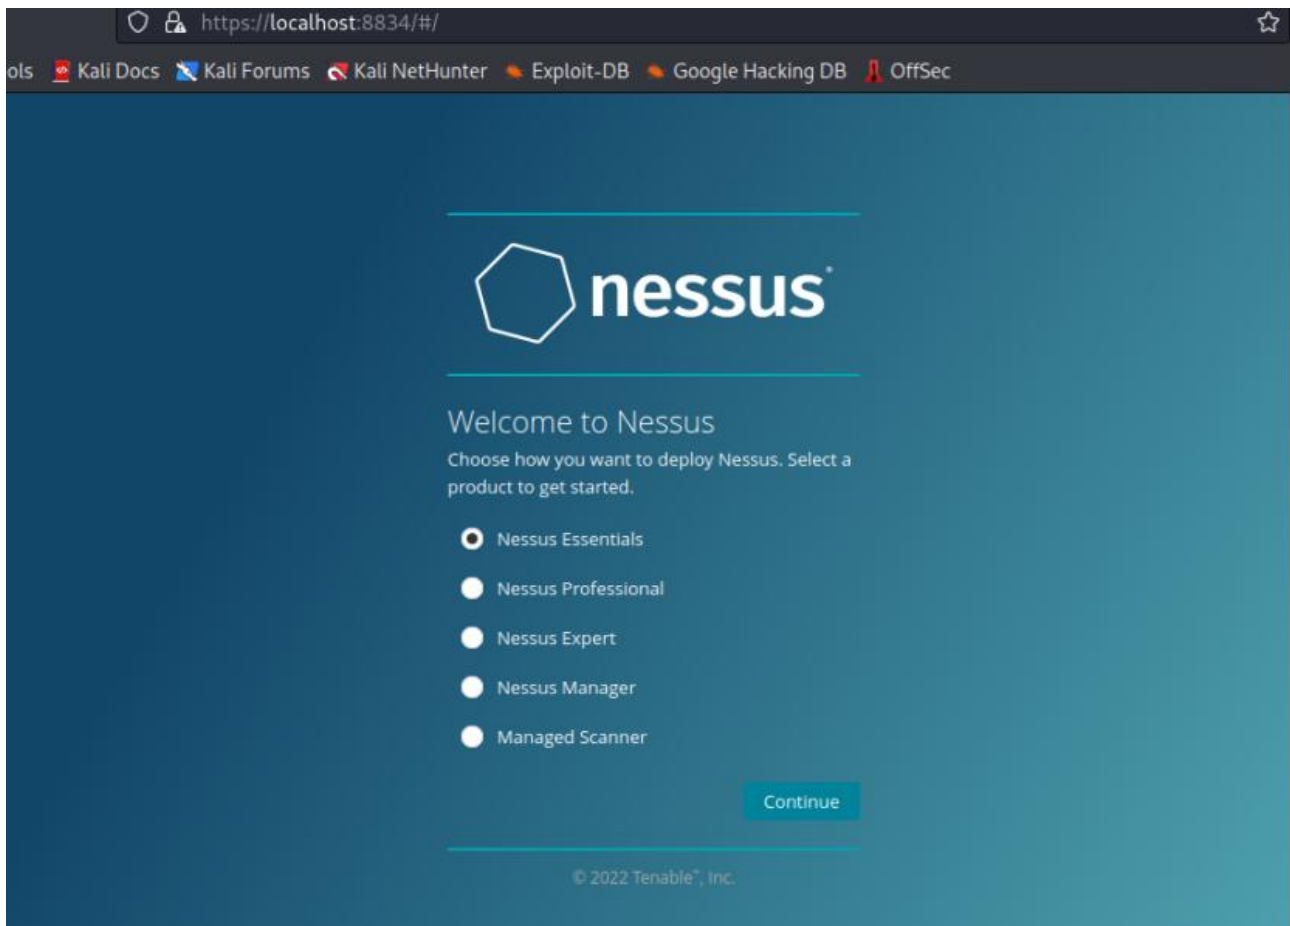 https://localhost:8834/#/
ols Kali Docs Kali Forums Kali NetHunter Exploit-DB Google Hacking DB OffSec
nessus®
Welcome to Nessus
Choose how you want to deploy Nessus. Select a
product to get started.
Nessus Essentials
Nessus Professional
Nessus Expert
Nessus Manager
Managed Scanner
Continue
© 2022 Tenable™, Inc.